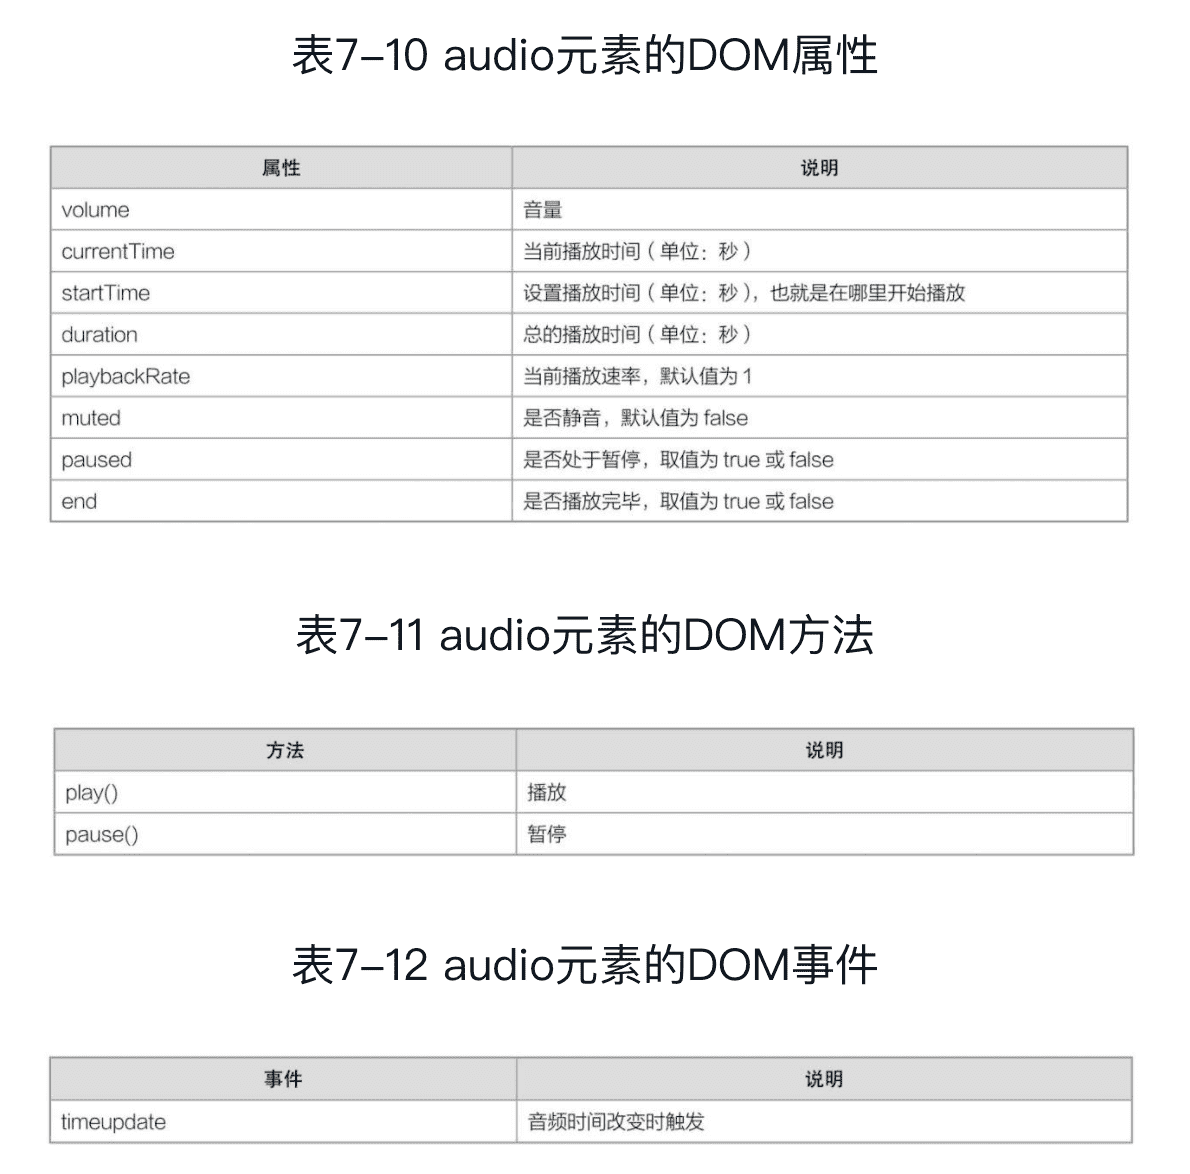 表7–10 audio元素的DOM属性
属性 说明
volume 音量
currentTime 当前播放时间（单位：秒）
startTime 设置播放时间（单位：秒），也就是在哪里开始播放
duration 总的播放时间（单位：秒）
playbackRate 当前播放速率，默认值为 1
muted 是否静音，默认值为 false
paused 是否处于暂停，取值为 true 或 false
end 是否播放完毕，取值为 true 或 false
表7–11 audio元素的DOM方法
方法 说明
play() 播放
pause() 暂停
表7–12 audio元素的DOM事件
事件 说明
timeupdate 音频时间改变时触发